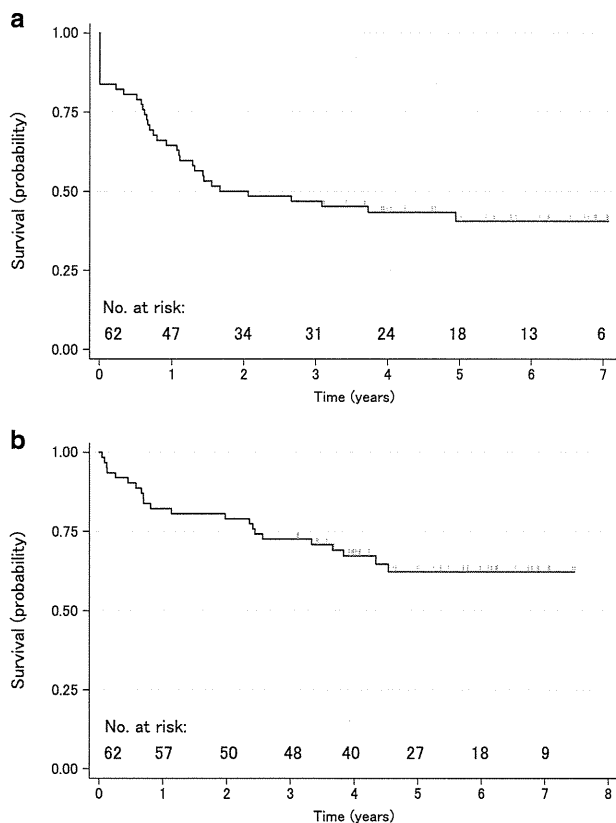 a
1.00
0.75
0.50
0.25
0.00
Survival (probability)
No. at risk:
62 47 34 31 24 18 13 6
0 1 2 3 4 5 6 7
Time (years)
b
1.00
0.75
0.50
0.25
0.00
Survival (probability)
No. at risk:
62 57 50 48 40 27 18 9
0 1 2 3 4 5 6 7 8
Time (years)